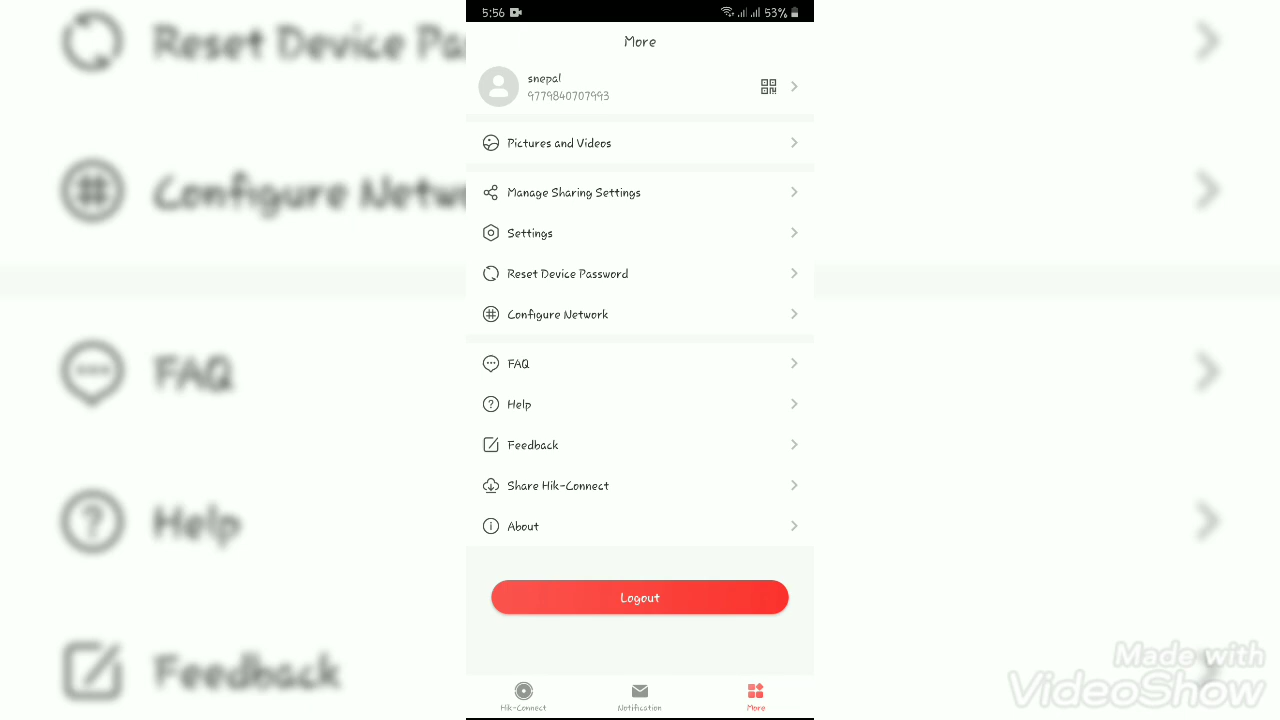 5:56
53%
More
snepal
9779840707993
Pictures and Videos
Manage Sharing Settings
Settings
Reset Device Password
Configure Network
FAQ
Help
Feedback
Share Hik-Connect
About
Logout
Hik-Connect
Notification
More
Reset Device Pa
Configure Netw
FAQ
Help
Feedback
Made with
VideoShow